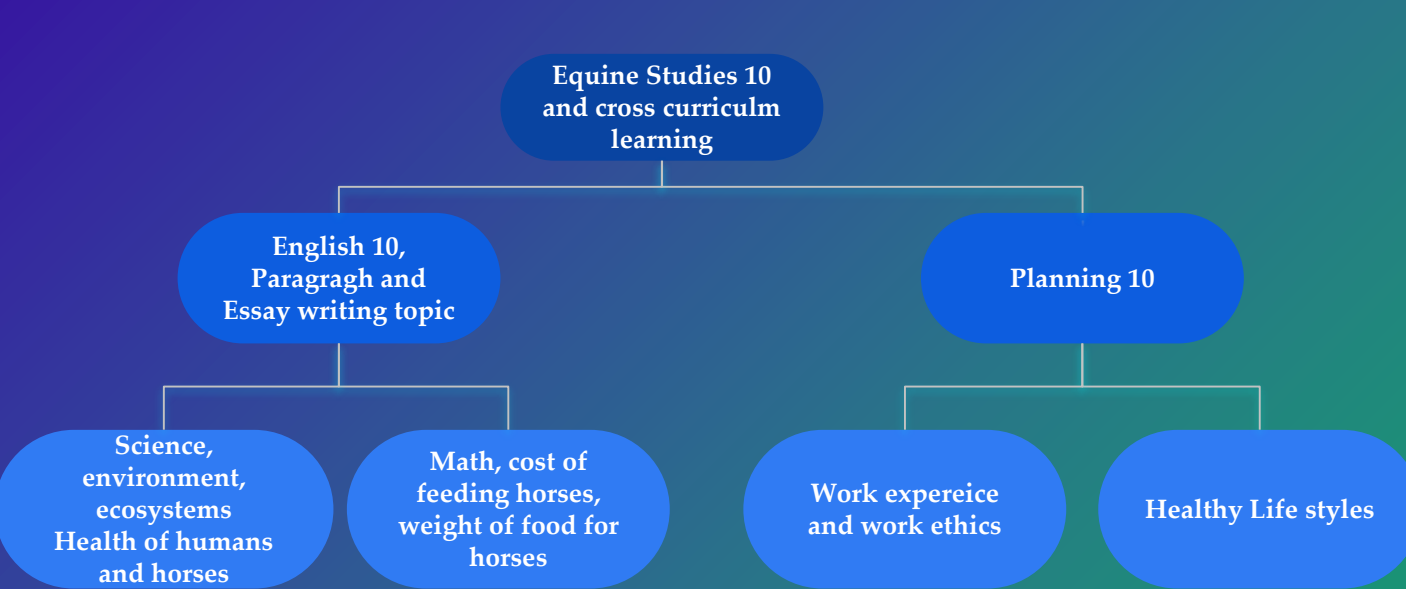 Equine Studies 10
and cross curriculm
learning
English 10,
Paragragh and
Essay writing topic
Planning 10
Science,
environment,
ecosystems
Health of humans
and horses
Math, cost of
feeding horses,
weight of food for
horses
Work expereice
and work ethics
Healthy Life styles